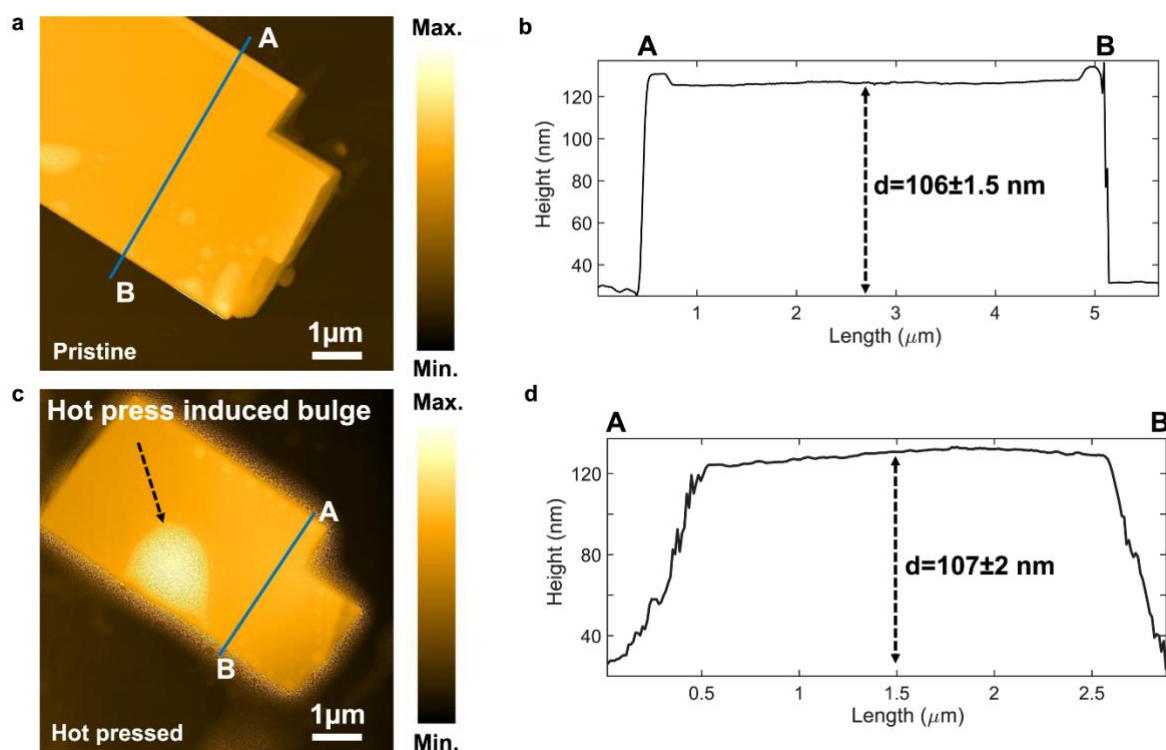 a
A
B
1μm
Pristine
Max.
Min.
b
A
B
Height (nm)
120
100
80
60
40
d=106±1.5 nm
1
2
3
4
5
Length (μm)
c
Hot press induced bulge
A
B
1μm
Hot pressed
Max.
Min.
d
A
B
Height (nm)
120
80
40
d=107±2 nm
0.5
1
1.5
2
2.5
Length (μm)